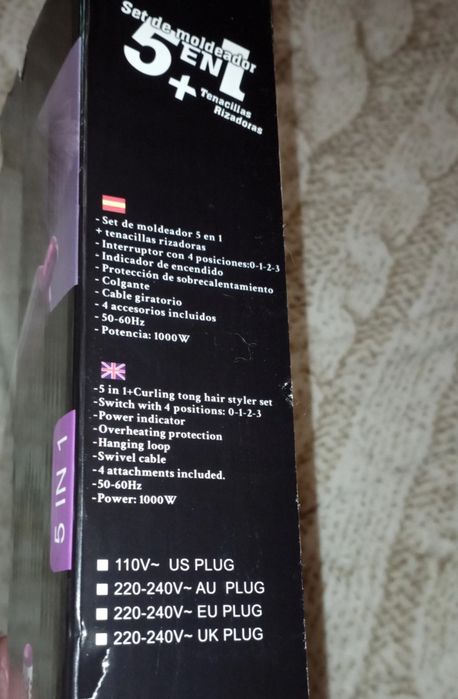 Set de moldeador
5 EN 1
+ Tenacillas
Rizadoras
- Set de moldeador 5 en 1
+ tenacillas rizadoras
- Interruptor con 4 posiciones:0-1-2-3
- Indicador de encendido
- Protección de sobrecalentamiento
- Colgante
- Cable giratorio
- 4 accesorios incluidos
- 50-60Hz
- Potencia: 1000W
-5 in 1+Curling tong hair styler set
-Switch with 4 positions: 0-1-2-3
-Power indicator
-Overheating protection
-Hanging loop
-Swivel cable
-4 attachments included.
-50-60Hz
-Power: 1000W
5 IN 1
110V~ US PLUG
220-240V~ AU PLUG
220-240V~ EU PLUG
220-240V~ UK PLUG